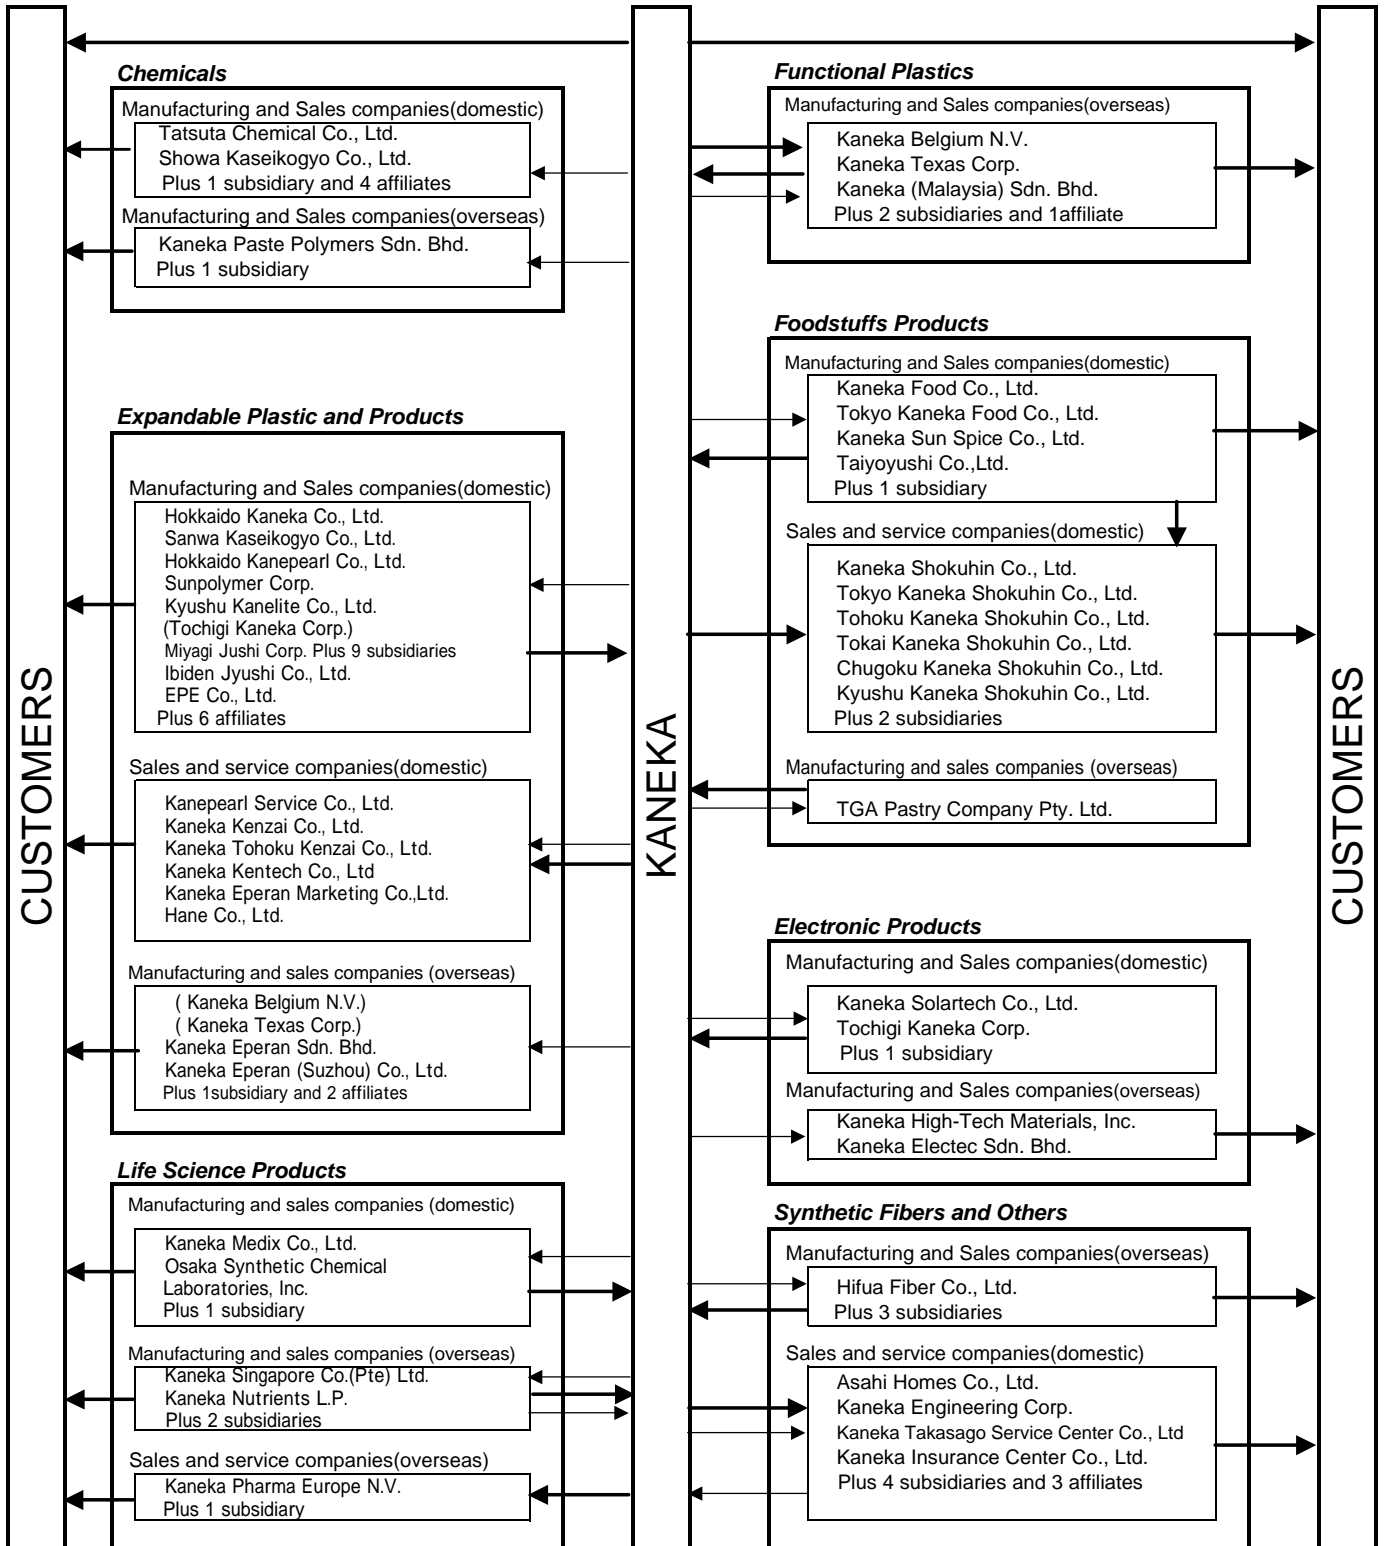 CUSTOMERS
Chemicals
Manufacturing and Sales companies(domestic)
Tatsuta Chemical Co., Ltd.
Showa Kaseikogyo Co., Ltd.
Plus 1 subsidiary and 4 affiliates
Manufacturing and Sales companies(overseas)
Kaneka Paste Polymers Sdn. Bhd.
Plus 1 subsidiary
Expandable Plastic and Products
Manufacturing and Sales companies(domestic)
Hokkaido Kaneka Co., Ltd.
Sanwa Kaseikogyo Co., Ltd.
Hokkaido Kanepearl Co., Ltd.
Sunpolymer Corp.
Kyushu Kanelite Co., Ltd.
(Tochigi Kaneka Corp.)
Miyagi Jushi Corp. Plus 9 subsidiaries
Ibiden Jyushi Co., Ltd.
EPE Co., Ltd.
Plus 6 affiliates
Sales and service companies(domestic)
Kanepearl Service Co., Ltd.
Kaneka Kenzai Co., Ltd.
Kaneka Tohoku Kenzai Co., Ltd.
Kaneka Kentech Co., Ltd
Kaneka Eperan Marketing Co.,Ltd.
Hane Co., Ltd.
Manufacturing and sales companies (overseas)
( Kaneka Belgium N.V.)
( Kaneka Texas Corp.)
Kaneka Eperan Sdn. Bhd.
Kaneka Eperan (Suzhou) Co., Ltd.
Plus 1subsidiary and 2 affiliates
Life Science Products
Manufacturing and sales companies (domestic)
Kaneka Medix Co., Ltd.
Osaka Synthetic Chemical
Laboratories, Inc.
Plus 1 subsidiary
Manufacturing and sales companies (overseas)
Kaneka Singapore Co.(Pte) Ltd.
Kaneka Nutrients L.P.
Plus 2 subsidiaries
Sales and service companies(overseas)
Kaneka Pharma Europe N.V.
Plus 1 subsidiary
KANEKA
Functional Plastics
Manufacturing and Sales companies(overseas)
Kaneka Belgium N.V.
Kaneka Texas Corp.
Kaneka (Malaysia) Sdn. Bhd.
Plus 2 subsidiaries and 1affiliate
Foodstuffs Products
Manufacturing and Sales companies(domestic)
Kaneka Food Co., Ltd.
Tokyo Kaneka Food Co., Ltd.
Kaneka Sun Spice Co., Ltd.
Taiyoyushi Co.,Ltd.
Plus 1 subsidiary
Sales and service companies(domestic)
Kaneka Shokuhin Co., Ltd.
Tokyo Kaneka Shokuhin Co., Ltd.
Tohoku Kaneka Shokuhin Co., Ltd.
Tokai Kaneka Shokuhin Co., Ltd.
Chugoku Kaneka Shokuhin Co., Ltd.
Kyushu Kaneka Shokuhin Co., Ltd.
Plus 2 subsidiaries
Manufacturing and sales companies (overseas)
TGA Pastry Company Pty. Ltd.
Electronic Products
Manufacturing and Sales companies(domestic)
Kaneka Solartech Co., Ltd.
Tochigi Kaneka Corp.
Plus 1 subsidiary
Manufacturing and Sales companies(overseas)
Kaneka High-Tech Materials, Inc.
Kaneka Electec Sdn. Bhd.
Synthetic Fibers and Others
Manufacturing and Sales companies(overseas)
Hifua Fiber Co., Ltd.
Plus 3 subsidiaries
Sales and service companies(domestic)
Asahi Homes Co., Ltd.
Kaneka Engineering Corp.
Kaneka Takasago Service Center Co., Ltd
Kaneka Insurance Center Co., Ltd.
Plus 4 subsidiaries and 3 affiliates
CUSTOMERS